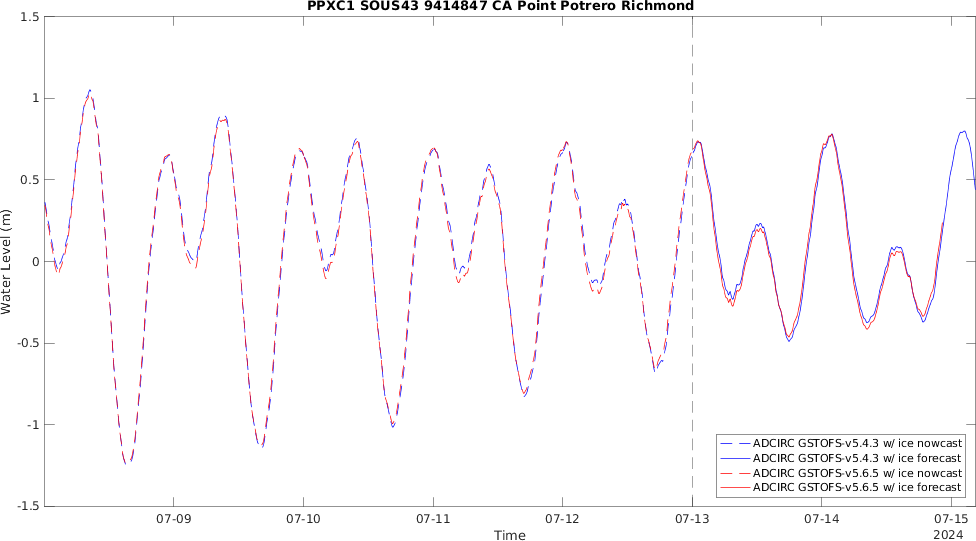 PPXC1 SOUS43 9414847 CA Point Potrero Richmond
1.5
1
0.5
0
-0.5
-1
-1.5
Water Level (m)
07-09 07-10 07-11 07-12 07-13 07-14 07-15
Time
2024
ADCIRC GSTOFS-v5.4.3 w/ ice nowcast
ADCIRC GSTOFS-v5.4.3 w/ ice forecast
ADCIRC GSTOFS-v5.6.5 w/ ice nowcast
ADCIRC GSTOFS-v5.6.5 w/ ice forecast